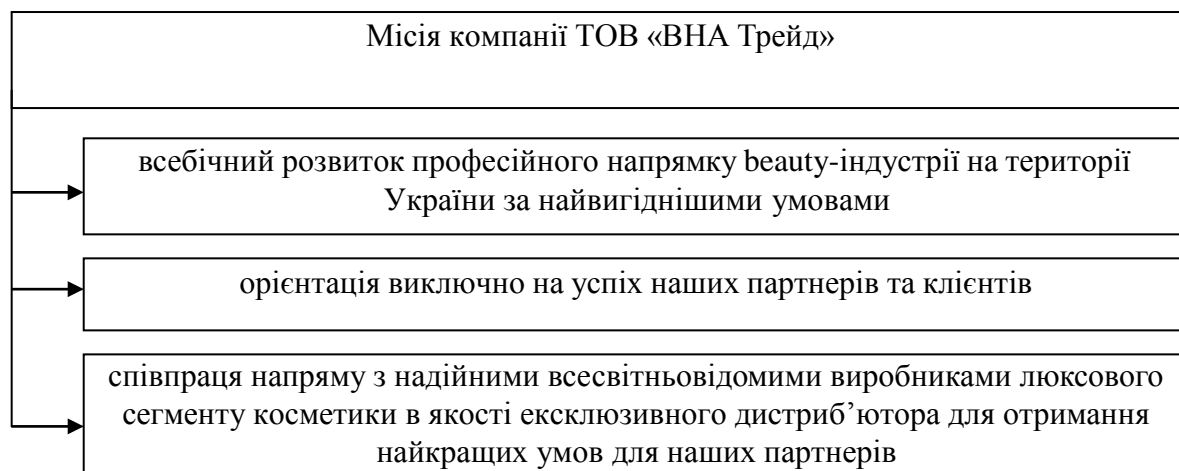 Місія компанії ТОВ «ВНА Трейд»
всебічний розвиток професійного напрямку beauty-індустрії на території
України за найвигіднішими умовами
орієнтація виключно на успіх наших партнерів та клієнтів
співпраця напряму з надійними всесвітньовідомими виробниками люксового
сегменту косметики в якості ексклюзивного дистриб’ютора для отримання
найкращих умов для наших партнерів